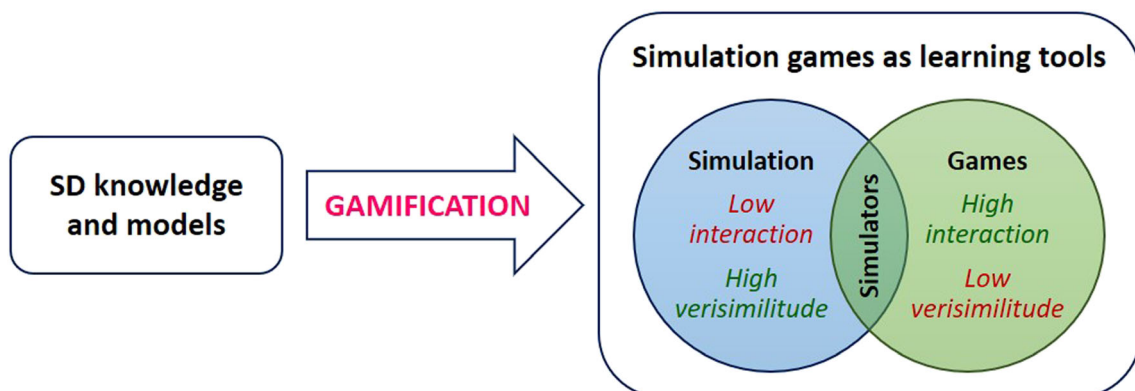 SD knowledge
and models
GAMIFICATION
Simulation games as learning tools
Simulation
Low
interaction
High
verisimilitude
Simulators
Games
High
interaction
Low
verisimilitude